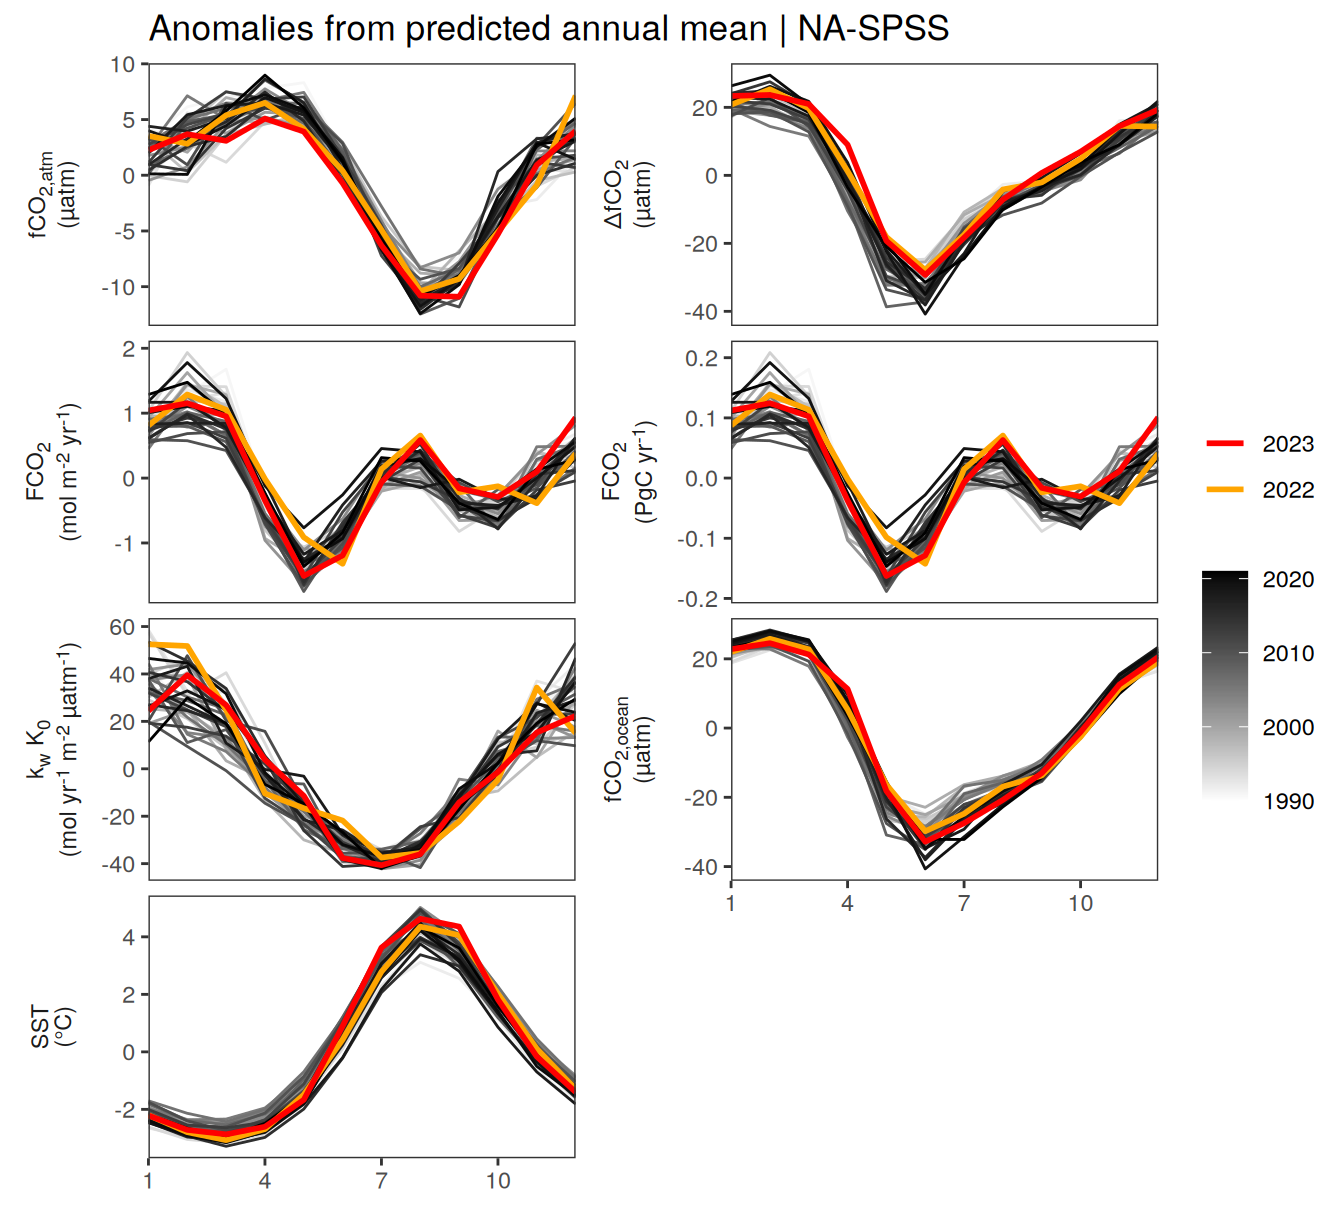 Anomalies from predicted annual mean | NA-SPSS
fCO2,atm
(µatm)
10
5
0
-5
-10
ΔfCO2
(µatm)
20
0
-20
-40
FCO2
(mol m-2 yr-1)
2
1
0
-1
FCO2
(PgC yr-1)
0.2
0.1
0.0
-0.1
-0.2
kw K0
(mol yr-1 m-2 µatm-1)
60
40
20
0
-20
-40
fCO2,ocean
(µatm)
20
0
-20
-40
1 4 7 10
SST
(°C)
4
2
0
-2
1 4 7 10
2023
2022
2020
2010
2000
1990